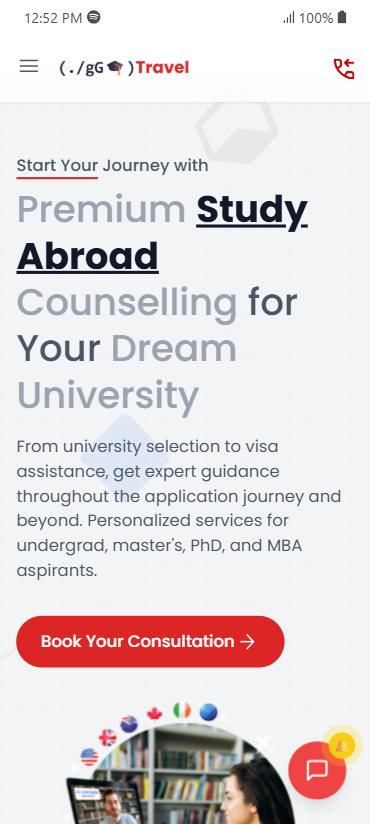 12:52 PM 100%
(./gG🎓)Travel
Start Your Journey with
Premium Study
Abroad
Counselling for
Your Dream
University
From university selection to visa
assistance, get expert guidance
throughout the application journey and
beyond. Personalized services for
undergrad, master's, PhD, and MBA
aspirants.
Book Your Consultation →